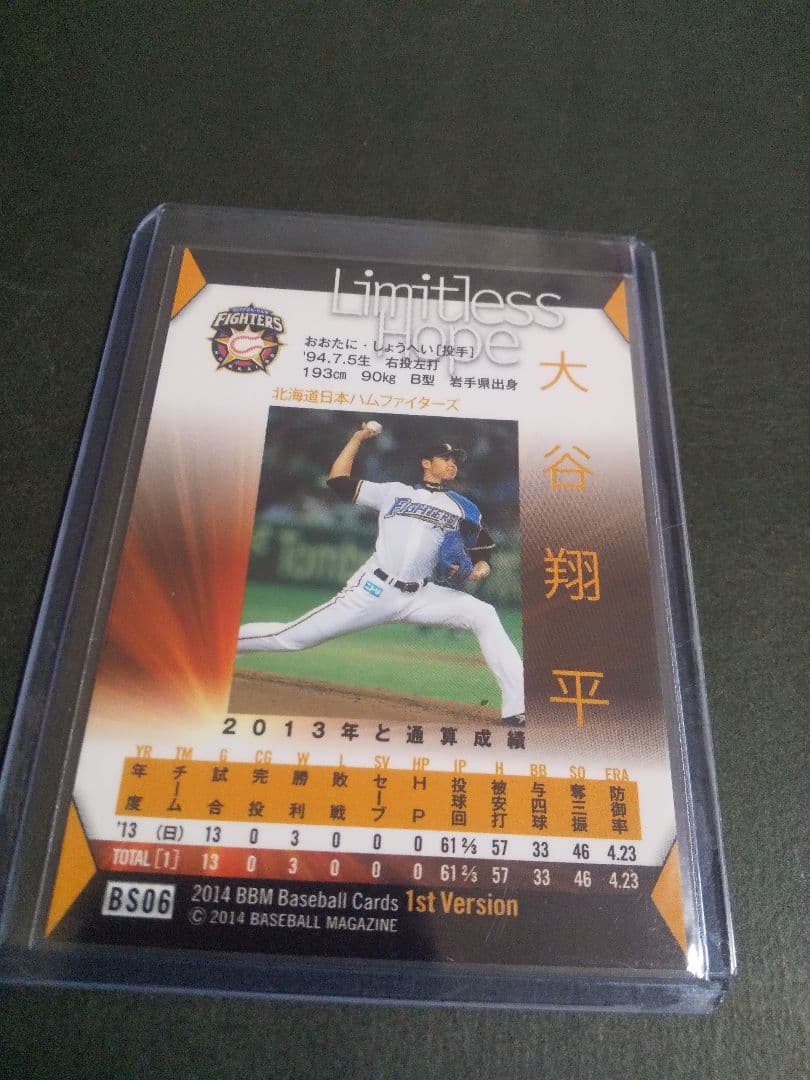 Limitless
Hope
NIPPON-HAM
FIGHTERS
おおたに・しょうへい[投手]
'94.7.5生 右投左打
193cm 90kg B型 岩手県出身
北海道日本ハムファイターズ
大谷翔平
FIGHTERS
2013年と通算成績
YR TM G CG W L SV HP IP H BB SO ERA
年度 チーム 試合 完投 勝利 敗戦 セーブ HP 投球回 被安打 与四球 奪三振 防御率
'13 (日) 13 0 3 0 0 0 61 2/3 57 33 46 4.23
TOTAL [1] 13 0 3 0 0 0 61 2/3 57 33 46 4.23
BS06 2014 BBM Baseball Cards 1st Version
© 2014 BASEBALL MAGAZINE